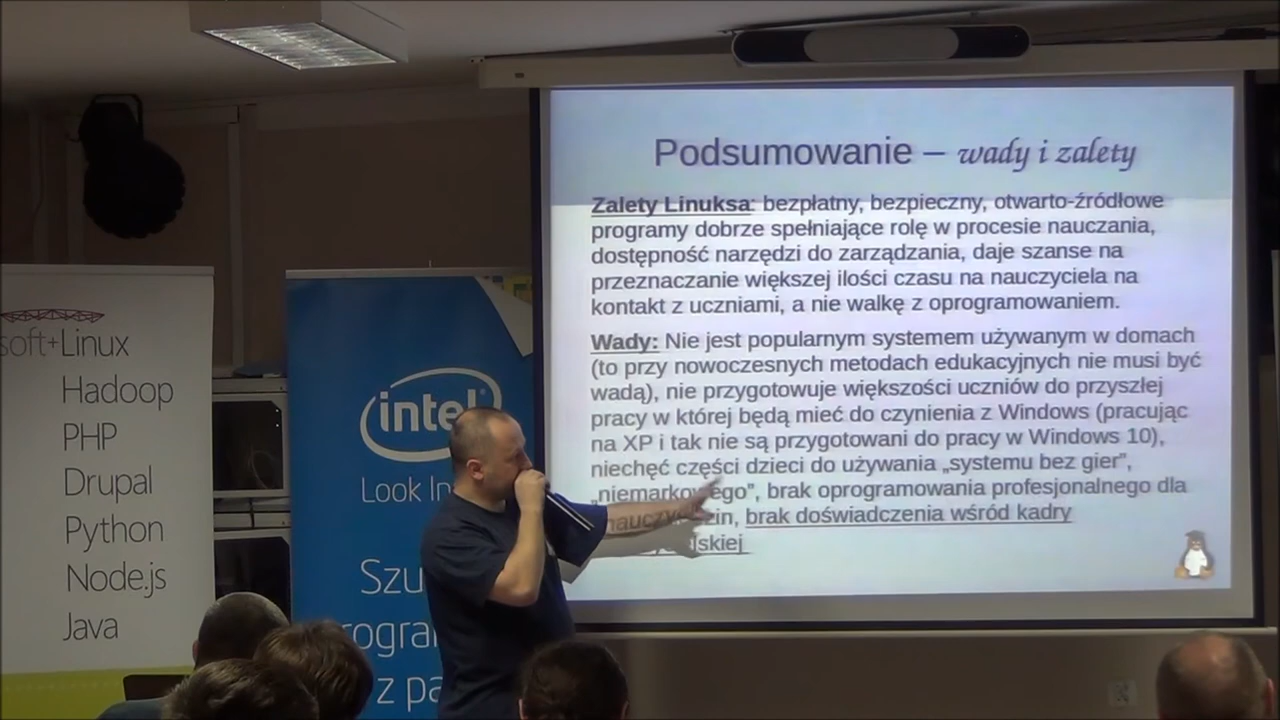 Podsumowanie – wady i zalety
Zalety Linuksa: bezpłatny, bezpieczny, otwarto-źródłowe
programy dobrze spełniające rolę w procesie nauczania,
dostępność narzędzi do zarządzania, daje szanse na
przeznaczanie większej ilości czasu na nauczyciela na
kontakt z uczniami, a nie walkę z oprogramowaniem.
Wady: Nie jest popularnym systemem używanym w domach
(to przy nowoczesnych metodach edukacyjnych nie musi być
wadą), nie przygotowuje większości uczniów do przyszłej
pracy w której będą mieć do czynienia z Windows (pracując
na XP i tak nie są przygotowani do pracy w Windows 10),
niechęć części dzieci do używania „systemu bez gier",
brak oprogramowania profesjonalnego dla
brak doświadczenia wśród kadry
skiej
soft+Linux
Hadoop
PHP
Drupal
Python
Node.js
Java
intel
Look In
Szu
rogra
z pa